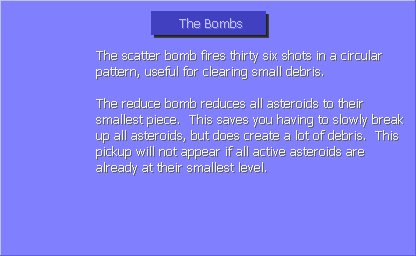 The Bombs
The scatter bomb fires thirty six shots in a circular
pattern, useful for clearing small debris.
The reduce bomb reduces all asteroids to their
smallest piece. This saves you having to slowly break
up all asteroids, but does create a lot of debris. This
pickup will not appear if all active asteroids are
already at their smallest level.